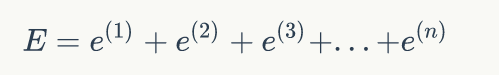 E = e^{(1)} + e^{(2)} + e^{(3)} + … + e^{(n)}